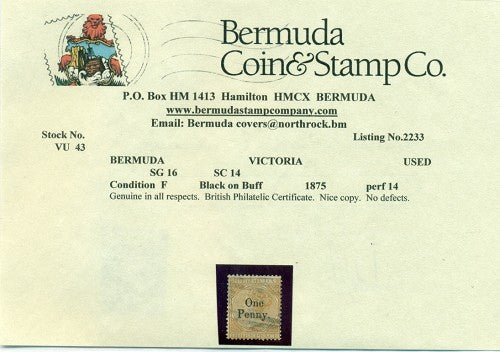 Bermuda
Coin&Stamp Co.
P.O. Box HM 1413 Hamilton HMCX BERMUDA
www.bermudastampcompany.com
Email: Bermuda covers@northrock.bm
Stock No. Listing No.2233
VU 43
BERMUDA VICTORIA USED
SG 16 SC 14
Condition F Black on Buff 1875 perf 14
Genuine in all respects. British Philatelic Certificate. Nice copy. No defects.
One
Penny.